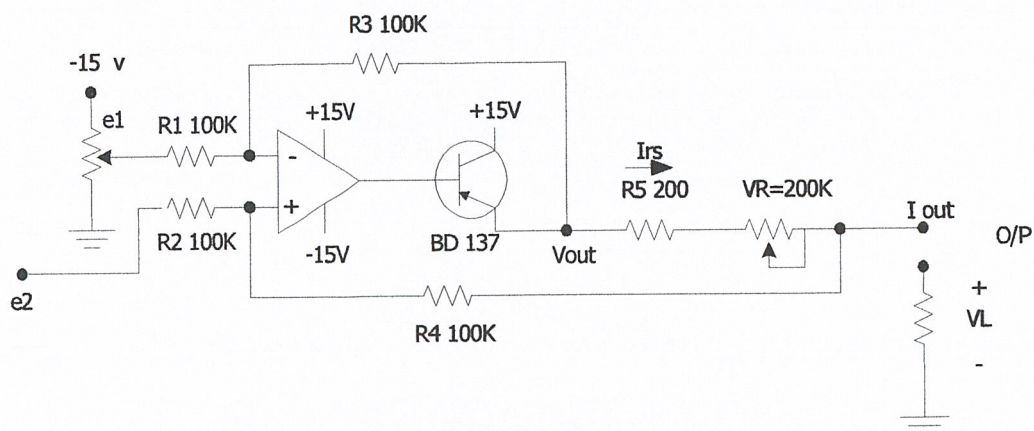 R3 100K
-15 v
e1
R1 100K
+15V
+15V
-
+
R2 100K
-15V
BD 137
Irs
R5 200
VR=200K
Vout
I out
O/P
e2
R4 100K
+
VL
-